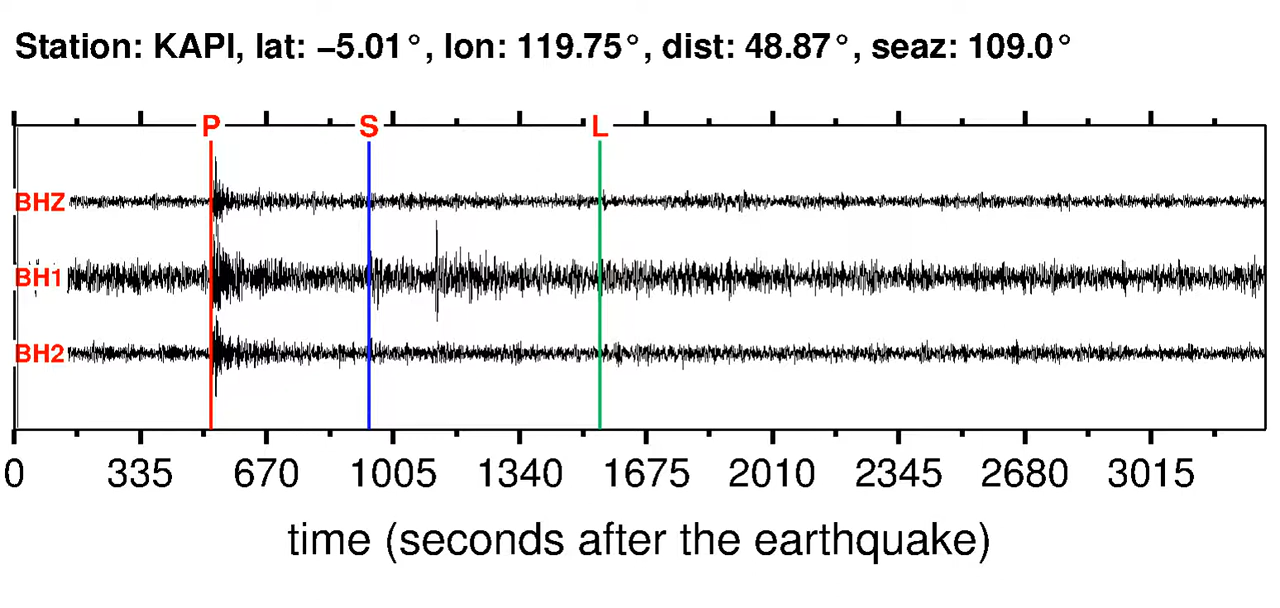 Station: KAPI, lat: −5.01°, lon: 119.75°, dist: 48.87°, seaz: 109.0°
P S L
BHZ
BH1
BH2
0 335 670 1005 1340 1675 2010 2345 2680 3015
time (seconds after the earthquake)